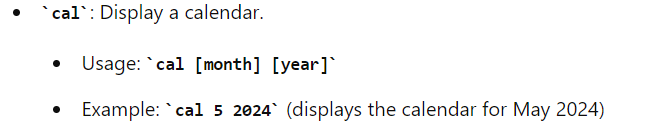 • `cal`: Display a calendar.
• Usage: `cal [month] [year]`
• Example: `cal 5 2024` (displays the calendar for May 2024)